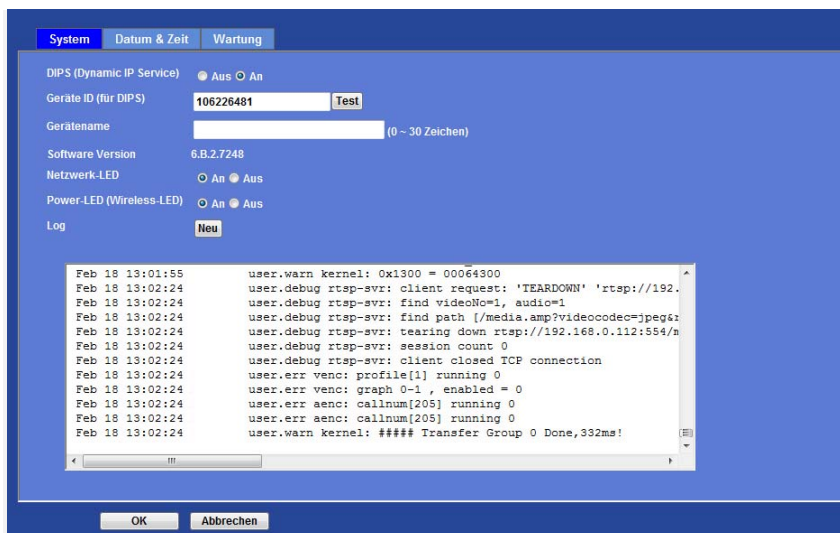 System Datum & Zeit Wartung
DIPS (Dynamic IP Service) Aus An
Geräte ID (für DIPS) 106226481 Test
Gerätename (0 ~ 30 Zeichen)
Software Version 6.B.2.7248
Netzwerk-LED An Aus
Power-LED (Wireless-LED) An Aus
Log Neu
Feb 18 13:01:55 user.warn kernel: 0x1300 = 00064300
Feb 18 13:02:24 user.debug rtsp-svr: client request: 'TEARDOWN' 'rtsp://192.
Feb 18 13:02:24 user.debug rtsp-svr: find videoNo=1, audio=1
Feb 18 13:02:24 user.debug rtsp-svr: find path [/media.amp?videocodec=jpeg&r
Feb 18 13:02:24 user.debug rtsp-svr: tearing down rtsp://192.168.0.112:554/m
Feb 18 13:02:24 user.debug rtsp-svr: session count 0
Feb 18 13:02:24 user.debug rtsp-svr: client closed TCP connection
Feb 18 13:02:24 user.err venc: profile[1] running 0
Feb 18 13:02:24 user.err venc: graph 0-1 , enabled = 0
Feb 18 13:02:24 user.err aenc: callnum[205] running 0
Feb 18 13:02:24 user.err aenc: callnum[205] running 0
Feb 18 13:02:24 user.warn kernel: ##### Transfer Group 0 Done,332ms!
OK Abbrechen